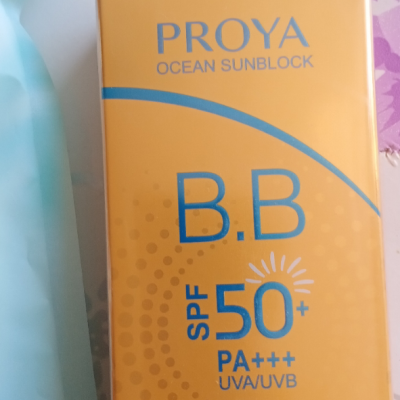 PROYA
OCEAN SUNBLOCK
B.B
SPF 50+
PA+++
UVA/UVB